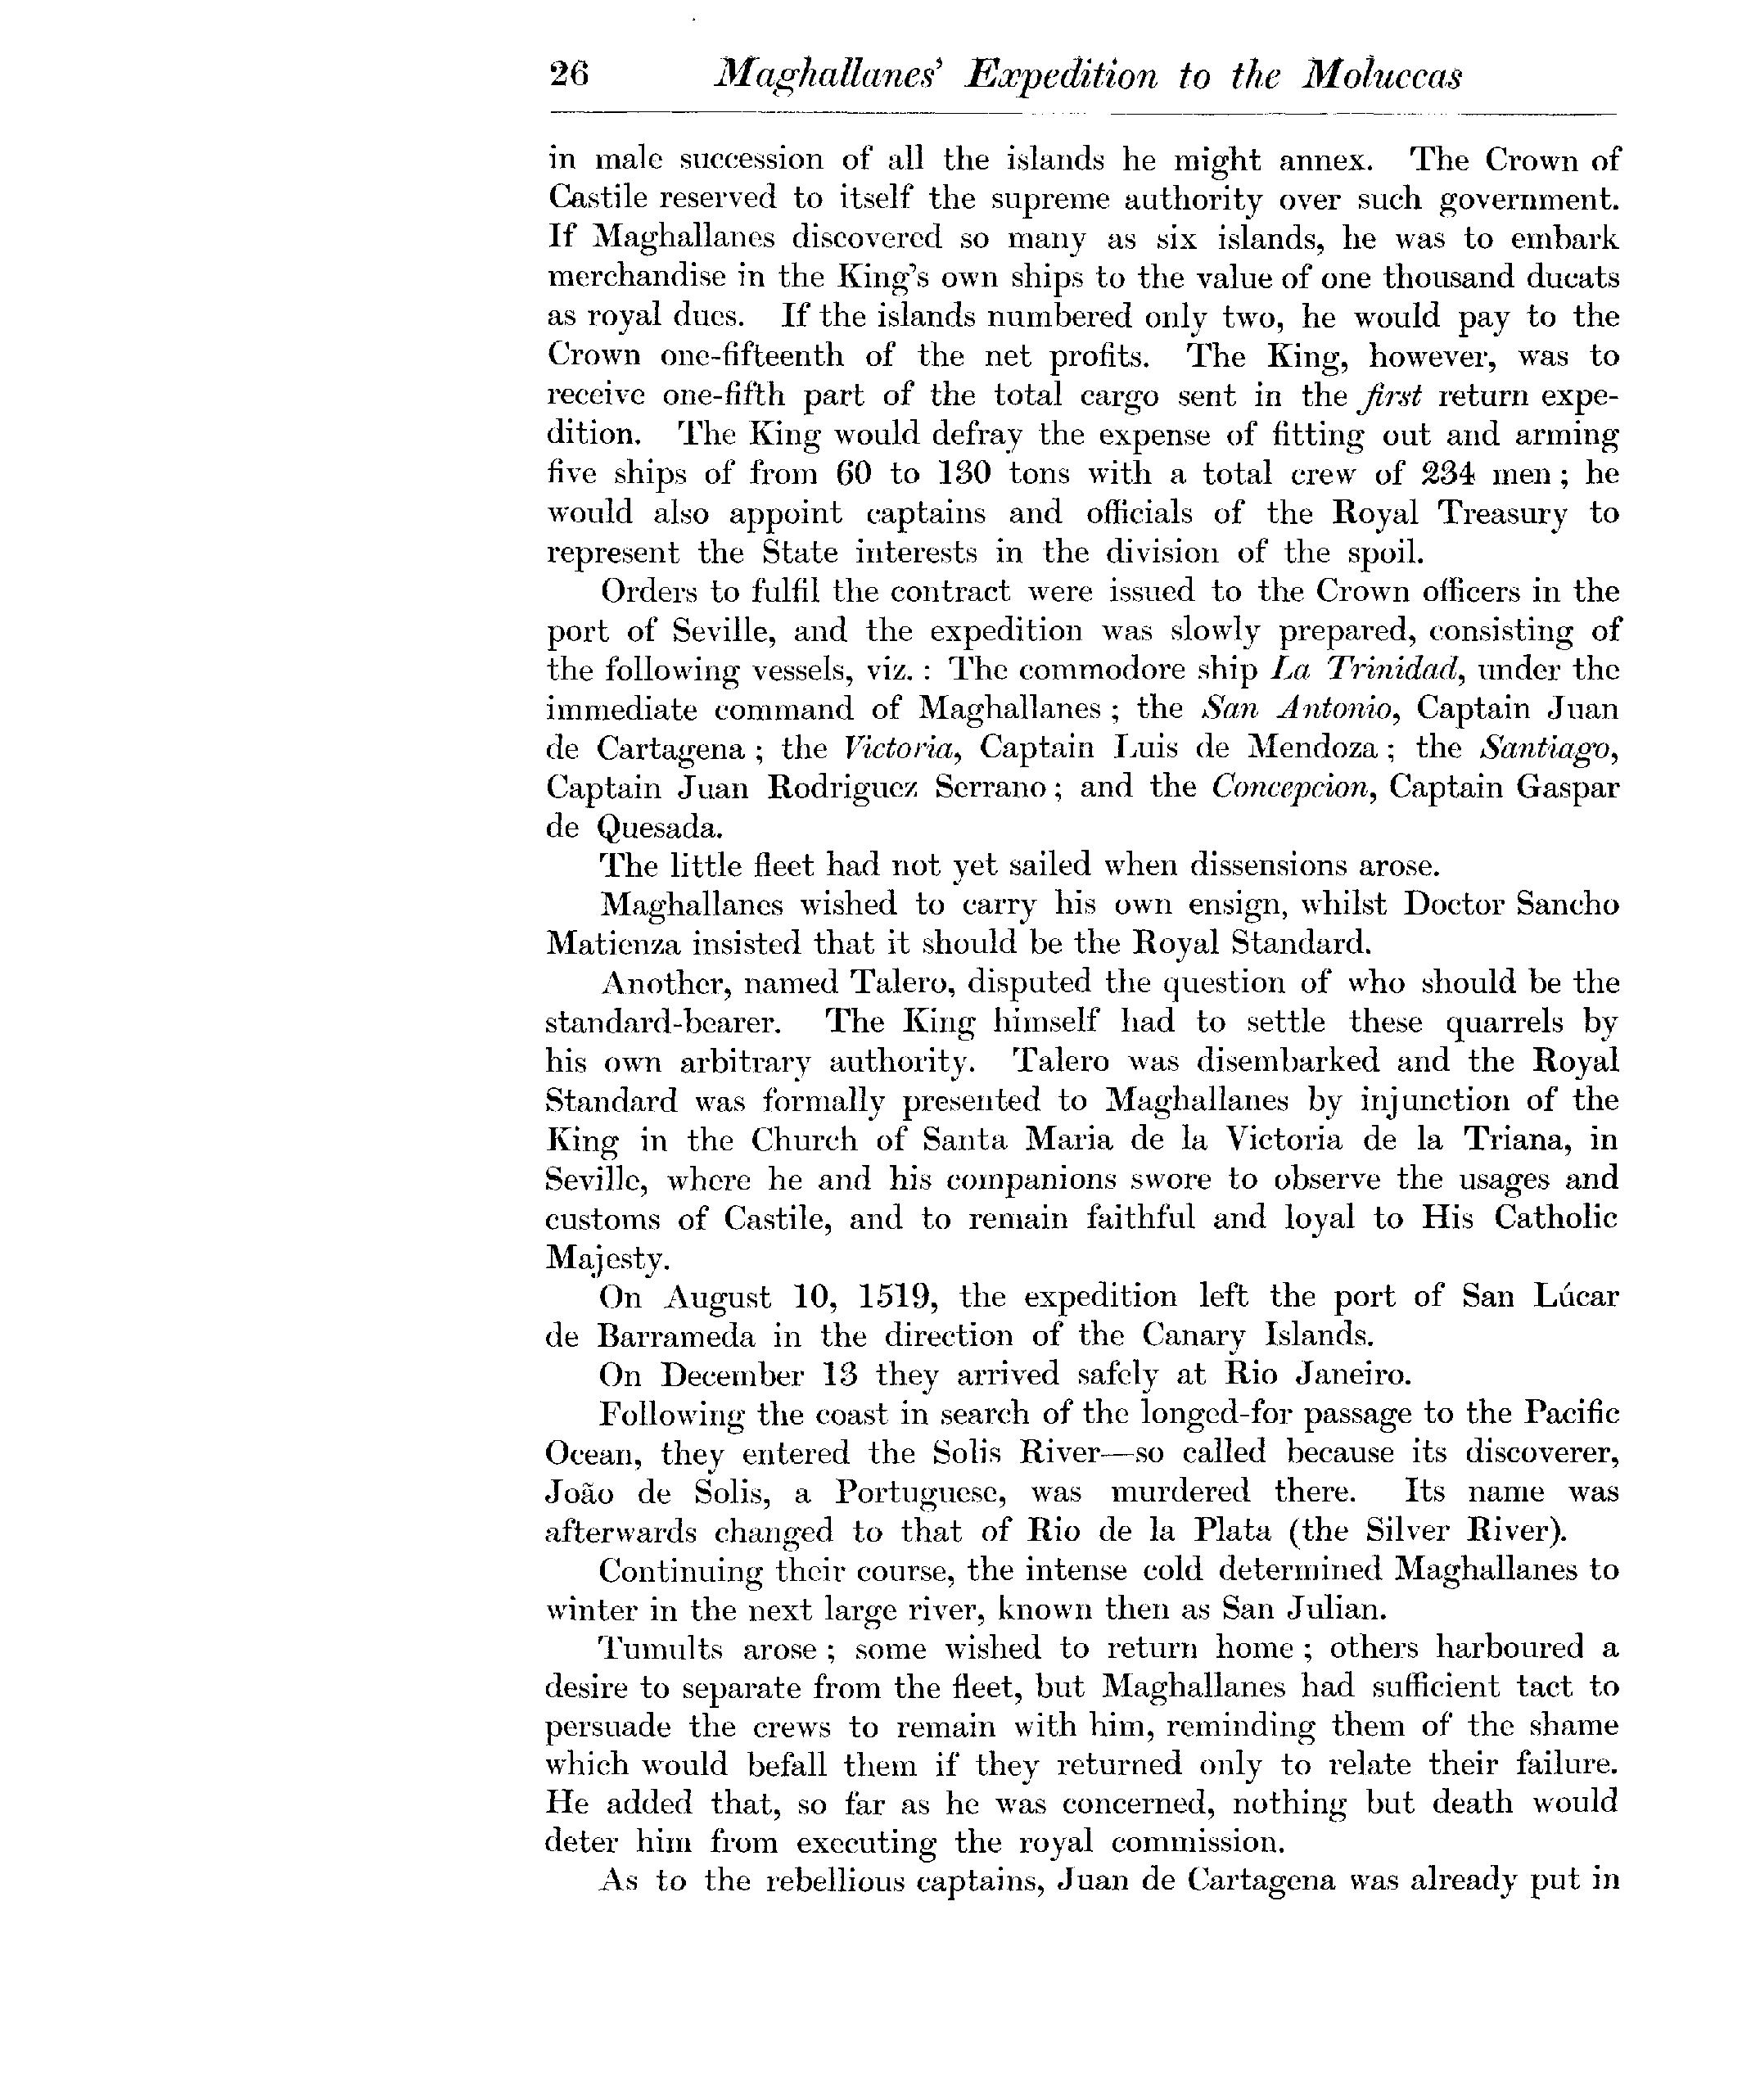 26 Maghallanes' Expedition to the Moluccas
in male succession of all the islands he might annex. The Crown of
Castile reserved to itself the supreme authority over such government.
If Maghallanes discovered so many as six islands, he was to embark
merchandise in the King's own ships to the value of one thousand ducats
as royal dues. If the islands numbered only two, he would pay to the
Crown one-fifteenth of the net profits. The King, however, was to
receive one-fifth part of the total cargo sent in the first return expe-
dition. The King would defray the expense of fitting out and arming
five ships of from 60 to 130 tons with a total crew of 234 men; he
would also appoint captains and officials of the Royal Treasury to
represent the State interests in the division of the spoil.
Orders to fulfil the contract were issued to the Crown officers in the
port of Seville, and the expedition was slowly prepared, consisting of
the following vessels, viz. : The commodore ship La Trinidad, under the
immediate command of Maghallanes ; the San Antonio, Captain Juan
de Cartagena ; the Victoria, Captain Luis de Mendoza ; the Santiago,
Captain Juan Rodriguez Serrano ; and the Concepcion, Captain Gaspar
de Quesada.
The little fleet had not yet sailed when dissensions arose.
Maghallanes wished to carry his own ensign, whilst Doctor Sancho
Matienza insisted that it should be the Royal Standard.
Another, named Talero, disputed the question of who should be the
standard-bearer. The King himself had to settle these quarrels by
his own arbitrary authority. Talero was disembarked and the Royal
Standard was formally presented to Maghallanes by injunction of the
King in the Church of Santa Maria de la Victoria de la Triana, in
Seville, where he and his companions swore to observe the usages and
customs of Castile, and to remain faithful and loyal to His Catholic
Majesty.
On August 10, 1519, the expedition left the port of San Lúcar
de Barrameda in the direction of the Canary Islands.
On December 13 they arrived safely at Rio Janeiro.
Following the coast in search of the longed-for passage to the Pacific
Ocean, they entered the Solis River—so called because its discoverer,
João de Solis, a Portuguese, was murdered there. Its name was
afterwards changed to that of Rio de la Plata (the Silver River).
Continuing their course, the intense cold determined Maghallanes to
winter in the next large river, known then as San Julian.
Tumults arose ; some wished to return home ; others harboured a
desire to separate from the fleet, but Maghallanes had sufficient tact to
persuade the crews to remain with him, reminding them of the shame
which would befall them if they returned only to relate their failure.
He added that, so far as he was concerned, nothing but death would
deter him from executing the royal commission.
As to the rebellious captains, Juan de Cartagena was already put in